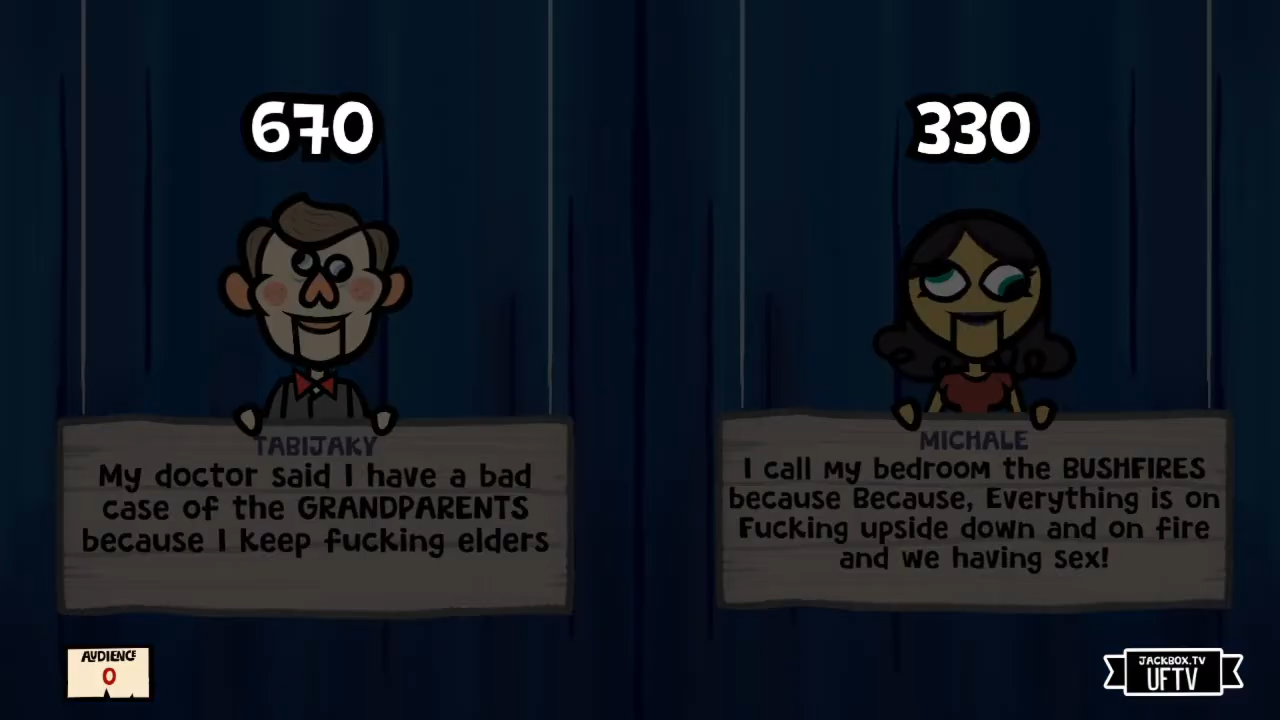 670
330
TABIJAKY
My doctor said I have a bad
case of the GRANDPARENTS
because I keep fucking elders
MICHALE
I call my bedroom the BUSHFIRES
because Because, Everything is on
Fucking upside down and on fire
and we having sex!
AUDIENCE
0
JACKBOX.TV
UFTV